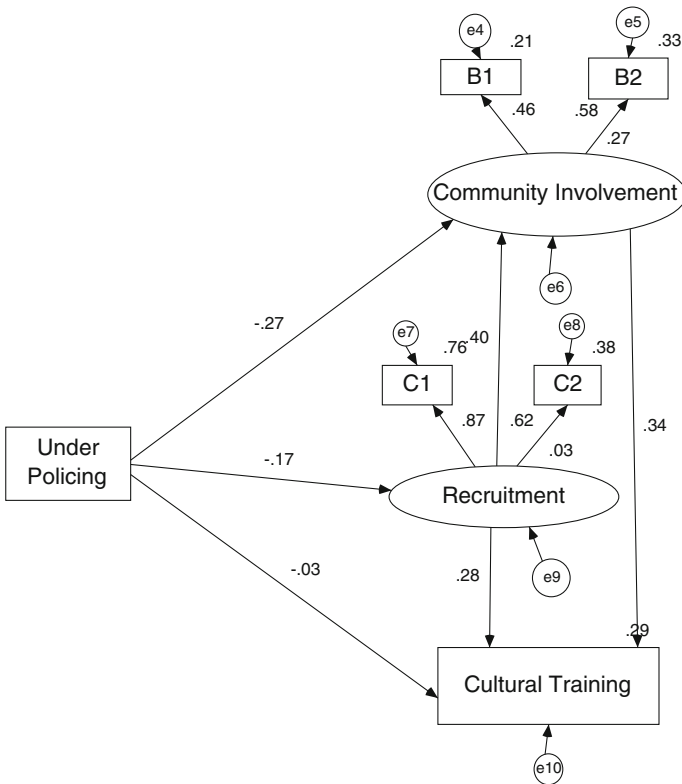 e4
.21
e5
.33
B1
B2
.46
.58
.27
Community Involvement
e6
-.27
e7
.76
.40
e8
.38
C1
C2
.87
.62
.03
.34
Under
Policing
-.17
Recruitment
-.03
.28
e9
.29
Cultural Training
e10